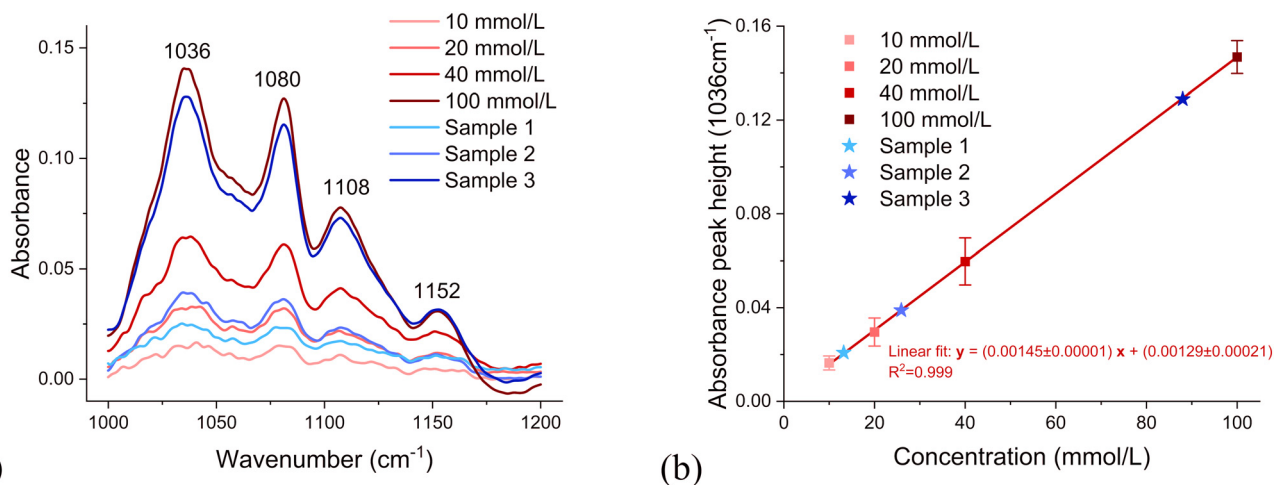 0.15
0.10
0.05
0.00
Absorbance
1036
1080
1108
1152
10 mmol/L
20 mmol/L
40 mmol/L
100 mmol/L
Sample 1
Sample 2
Sample 3
1000 1050 1100 1150 1200
Wavenumber (cm⁻¹)
)
0.16
0.12
0.08
0.04
0.00
Absorbance peak height (1036cm⁻¹)
10 mmol/L
20 mmol/L
40 mmol/L
100 mmol/L
Sample 1
Sample 2
Sample 3
Linear fit: y = (0.00145±0.00001) x + (0.00129±0.00021)
R²=0.999
0 20 40 60 80 100
Concentration (mmol/L)
(b)